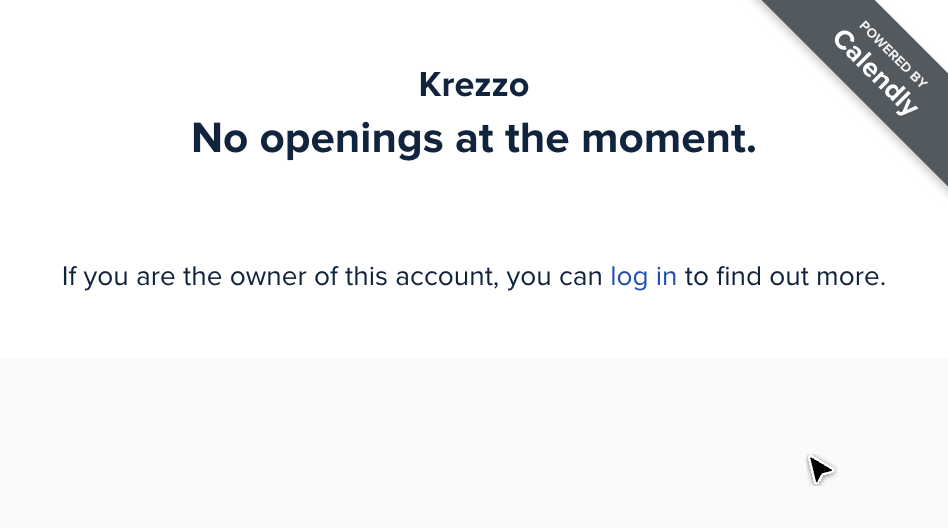 POWERED BY
Calendly
Krezzo
No openings at the moment.
If you are the owner of this account, you can log in to find out more.